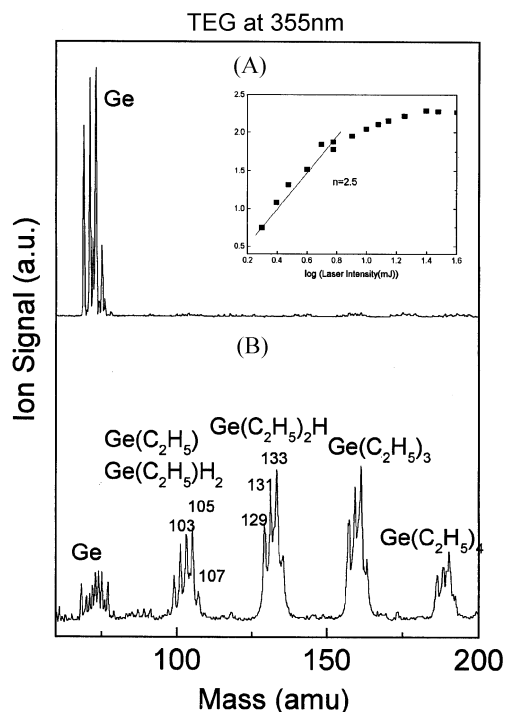 TEG at 355nm
(A)
Ge
2.5
2.0
1.5
1.0
0.5
n=2.5
0.2 0.4 0.6 0.8 1.0 1.2 1.4 1.6
log (Laser Intensity(mJ))
Ion Signal (a.u.)
(B)
Ge(C₂H₅)
Ge(C₂H₅)H₂
Ge(C₂H₅)₂H
Ge(C₂H₅)₃
Ge(C₂H₅)₄
133
131
129
105
103
107
Ge
100 150 200
Mass (amu)